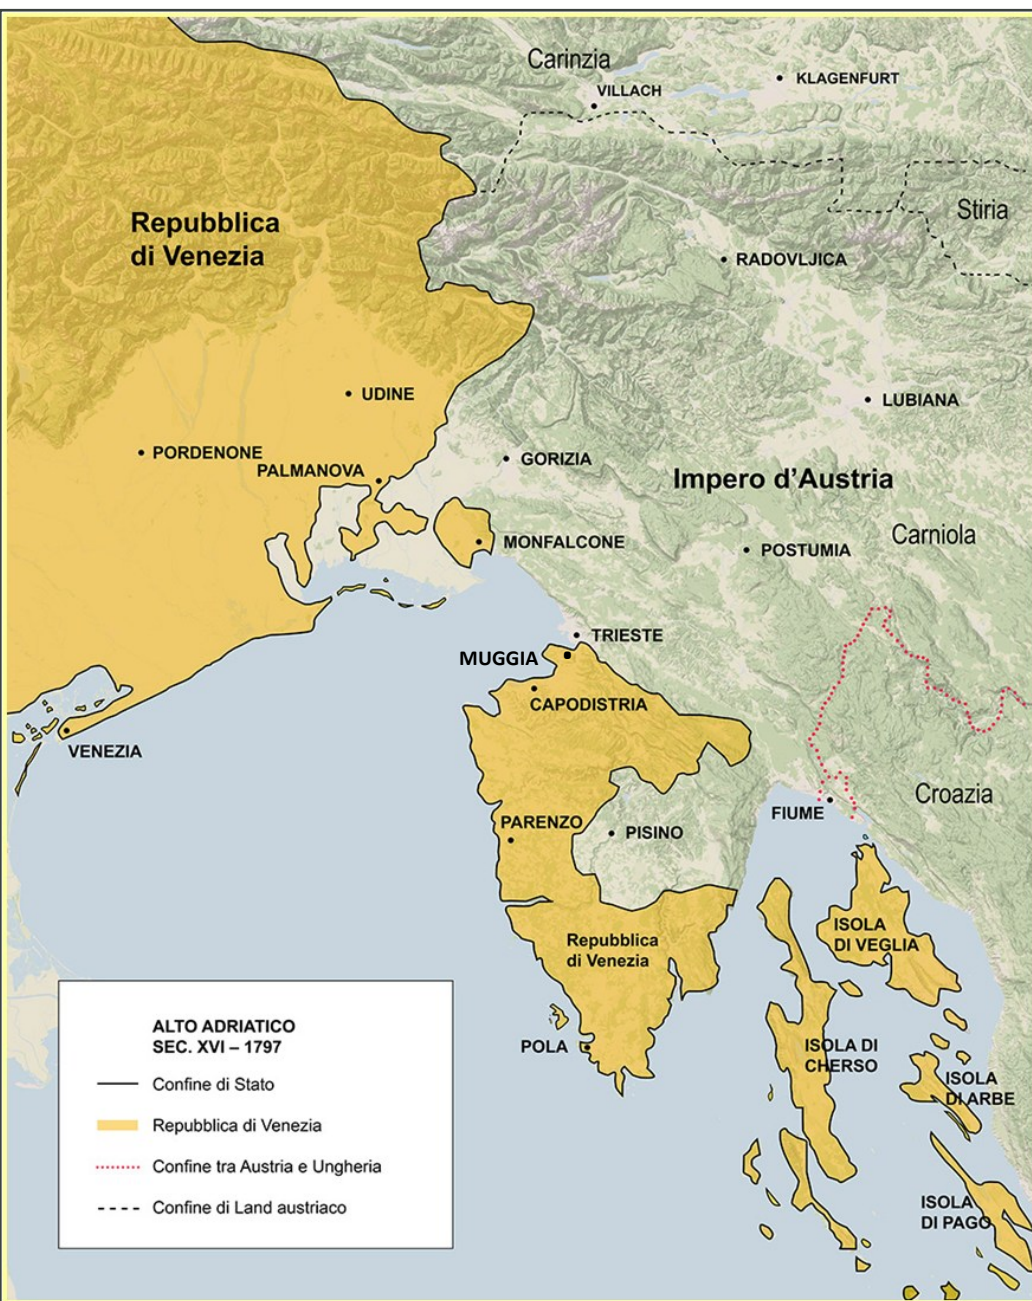 Carinzia
KLAGENFURT
VILLACH
Repubblica
di Venezia
Stiria
RADOVLJICA
UDINE
LUBIANA
PORDENONE
GORIZIA
PALMANOVA
Impero d'Austria
Carniola
MONFALCONE
POSTUMIA
TRIESTE
MUGGIA
CAPODISTRIA
VENEZIA
Croazia
FIUME
PARENZO
PISINO
ISOLA
DI VEGLIA
Repubblica
di Venezia
POLA
ISOLA DI
CHERSO
ISOLA
DI ARBE
ISOLA
DI PAGO
ALTO ADRIATICO
SEC. XVI – 1797
Confine di Stato
Repubblica di Venezia
Confine tra Austria e Ungheria
Confine di Land austriaco